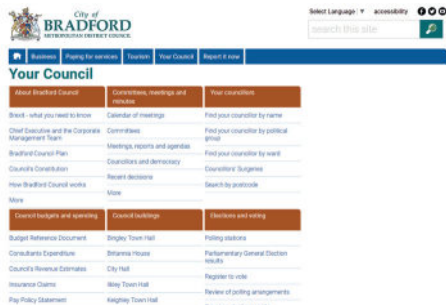 City of
BRADFORD
METROPOLITAN DISTRICT COUNCIL
Select Language ▼ accessibility
search this site
Business Paying for services Tourism Your Council Report it now
Your Council
About Bradford Council
Brexit - what you need to know
Chief Executive and the Corporate
Management Team
Bradford Council Plan
Council's Constitution
How Bradford Council works
More
Committees, meetings and
minutes
Calendar of meetings
Committees
Meetings, reports and agendas
Councillors and democracy
Recent decisions
More
Your councillors
Find your councillor by name
Find your councillor by political
group
Find your councillor by ward
Councillors' Surgeries
Search by postcode
Council budgets and spending
Budget Reference Document
Consultants Expenditure
Council's Revenue Estimates
Insurance Claims
Pay Policy Statement
Council buildings
Bingley Town Hall
Britannia House
City Hall
Ilkley Town Hall
Keighley Town Hall
Elections and voting
Polling stations
Parliamentary General Election
results
Register to vote
Review of polling arrangements